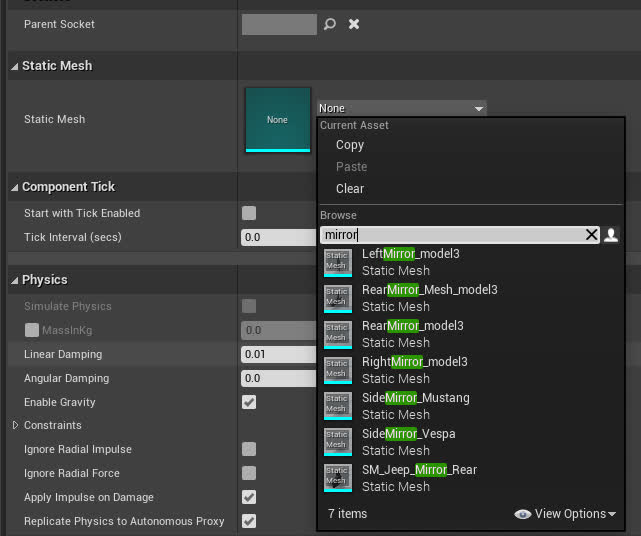 Parent Socket
Static Mesh
Static Mesh
None
None
Current Asset
Copy
Paste
Clear
Component Tick
Start with Tick Enabled
Tick Interval (secs)
0.0
Browse
mirror
LeftMirror_model3
Static Mesh
RearMirror_Mesh_model3
Static Mesh
RearMirror_model3
Static Mesh
RightMirror_model3
Static Mesh
SideMirror_Mustang
Static Mesh
SideMirror_Vespa
Static Mesh
SM_Jeep_Mirror_Rear
Static Mesh
Static Mesh
Static Mesh
Static Mesh
Static Mesh
Static Mesh
Static Mesh
Static Mesh
7 items
View Options
Physics
Simulate Physics
MassInKg
0.0
Linear Damping
0.01
Angular Damping
0.0
Enable Gravity
Constraints
Ignore Radial Impulse
Ignore Radial Force
Apply Impulse on Damage
Replicate Physics to Autonomous Proxy